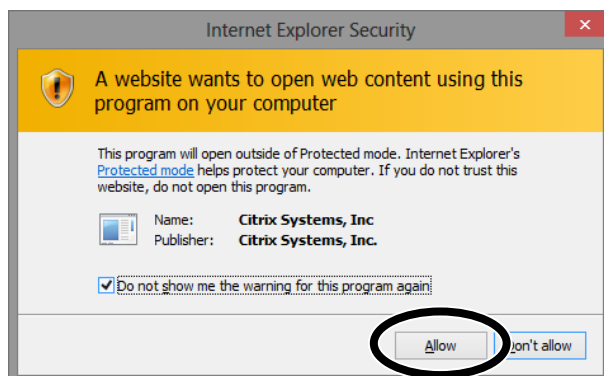 Internet Explorer Security
A website wants to open web content using this
program on your computer
This program will open outside of Protected mode. Internet Explorer's
Protected mode helps protect your computer. If you do not trust this
website, do not open this program.
Name: Citrix Systems, Inc
Publisher: Citrix Systems, Inc.
Do not show me the warning for this program again
Allow Don't allow